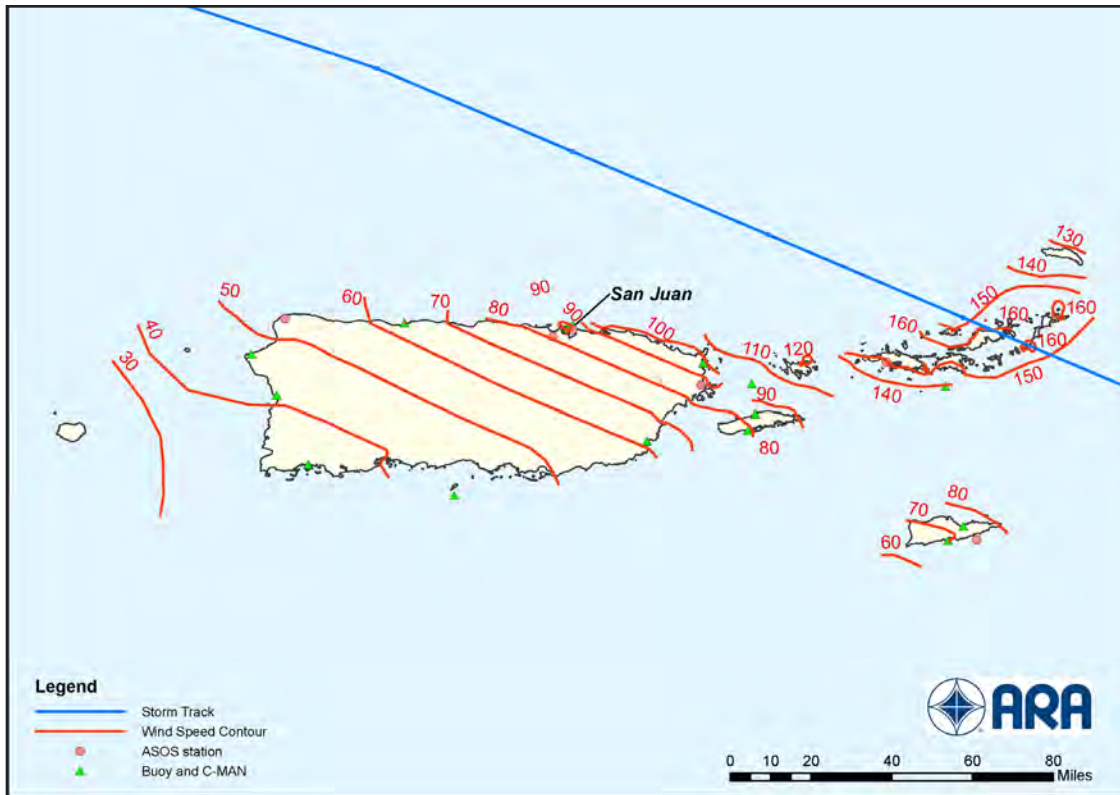 130
140
150
160
160
160
160
150
140
50
60
70
80
90
90
San Juan
100
110
120
40
30
90
80
80
70
60
Legend
Storm Track
Wind Speed Contour
ASOS station
Buoy and C-MAN
ARA
0 10 20 40 60 80
Miles